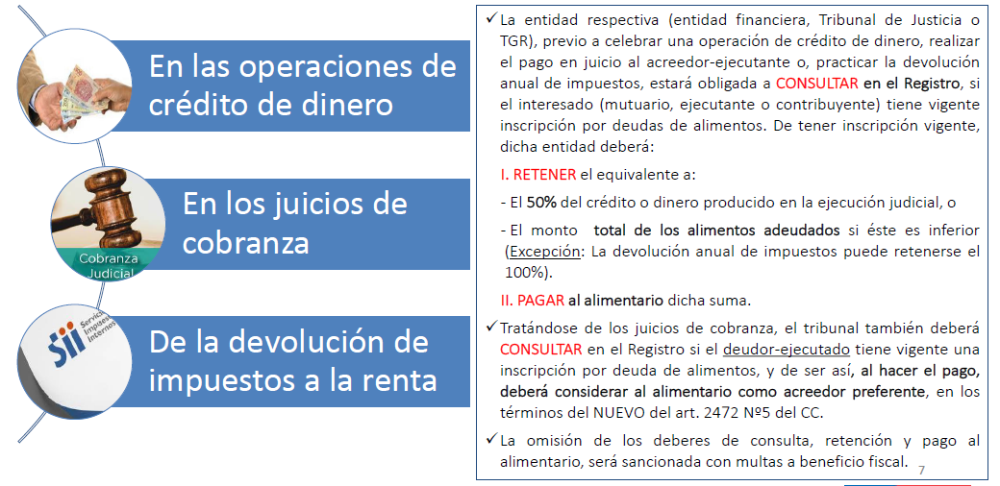 En las operaciones de
crédito de dinero
En los juicios de
cobranza
Cobranza
Judicial
De la devolución de
impuestos a la renta
sii
Servicio
Impuestos
Internos
✓La entidad respectiva (entidad financiera, Tribunal de Justicia o
TGR), previo a celebrar una operación de crédito de dinero, realizar
el pago en juicio al acreedor-ejecutante o, practicar la devolución
anual de impuestos, estará obligada a CONSULTAR en el Registro, si
el interesado (mutuario, ejecutante o contribuyente) tiene vigente
inscripción por deudas de alimentos. De tener inscripción vigente,
dicha entidad deberá:
I. RETENER el equivalente a:
- El 50% del crédito o dinero producido en la ejecución judicial, o
- El monto total de los alimentos adeudados si éste es inferior
(Excepción: La devolución anual de impuestos puede retenerse el
100%).
II. PAGAR al alimentario dicha suma.
✓Tratándose de los juicios de cobranza, el tribunal también deberá
CONSULTAR en el Registro si el deudor-ejecutado tiene vigente una
inscripción por deuda de alimentos, y de ser así, al hacer el pago,
deberá considerar al alimentario como acreedor preferente, en los
términos del NUEVO del art. 2472 Nº5 del CC.
✓La omisión de los deberes de consulta, retención y pago al
alimentario, será sancionada con multas a beneficio fiscal.
7